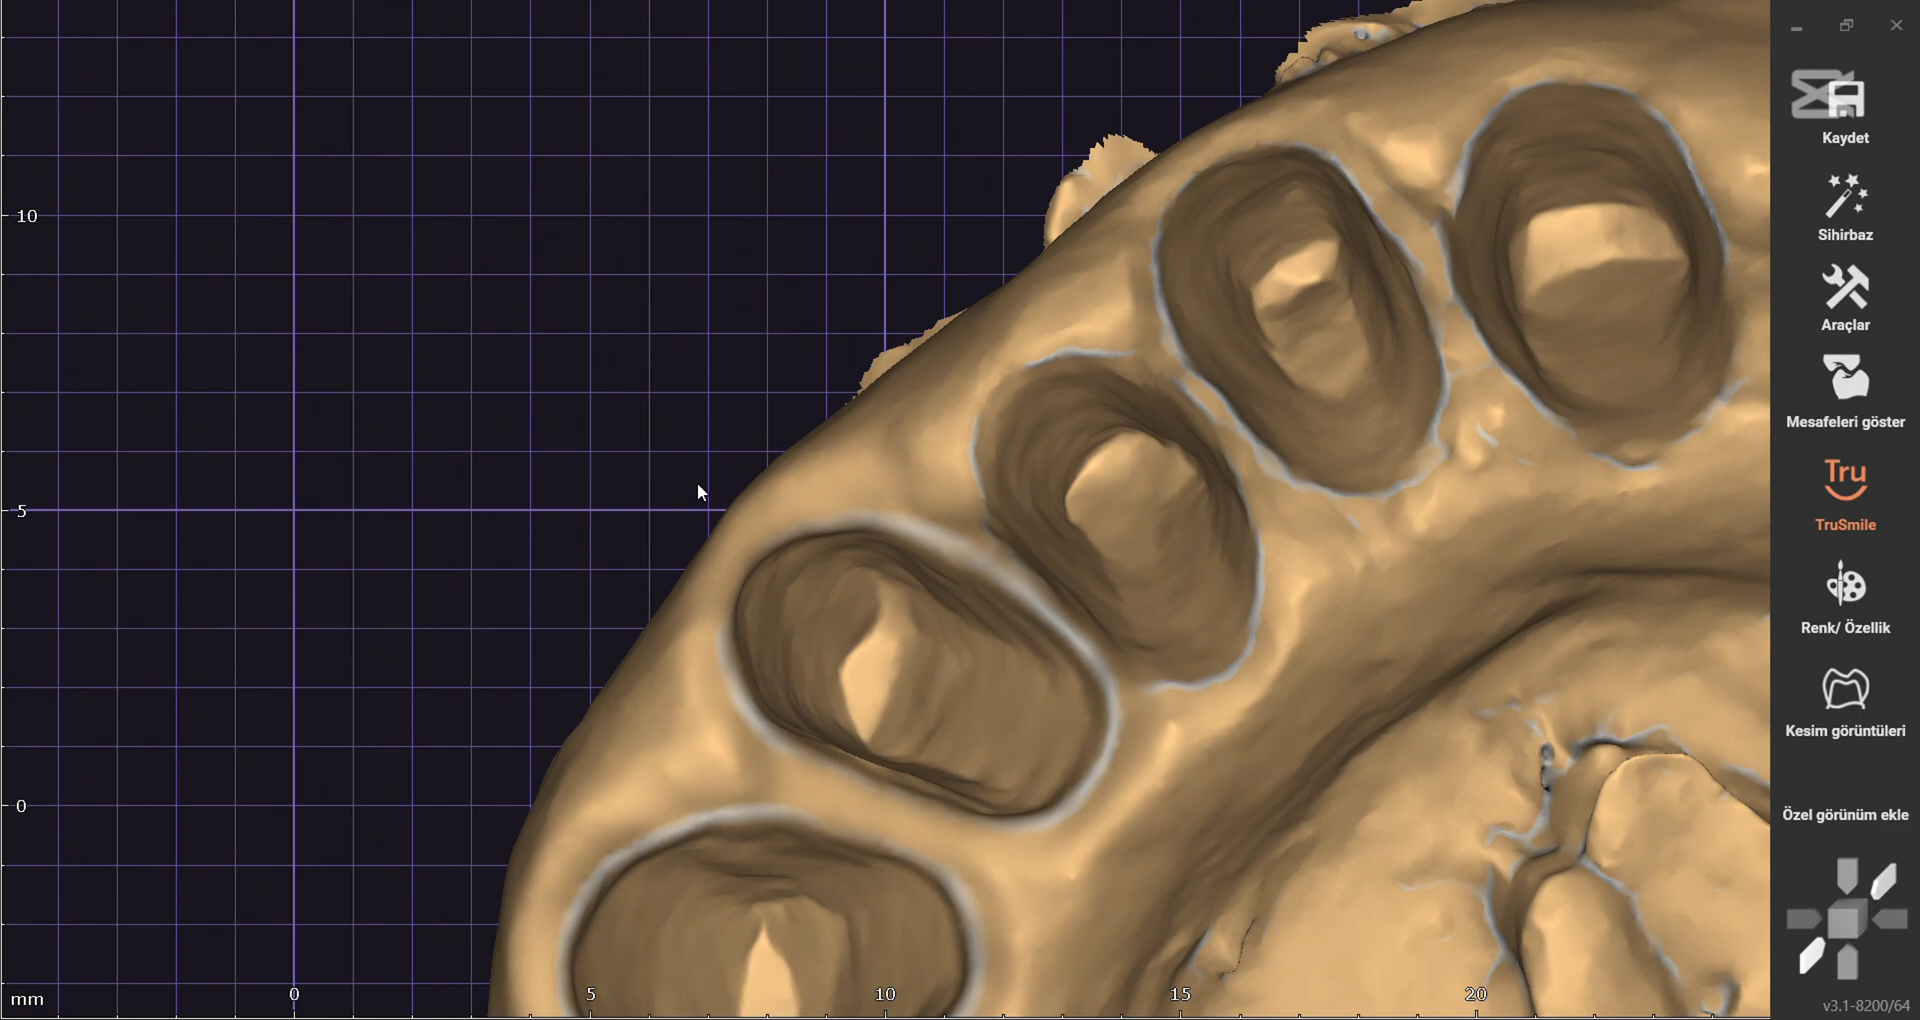 Kaydet
Sihirbaz
Araçlar
Mesafeleri göster
Tru
TruSmile
Renk/ Özellik
Kesim görüntüleri
Özel görünüm ekle
v3.1-8200/64
10
5
0
mm
0
5
10
15
20